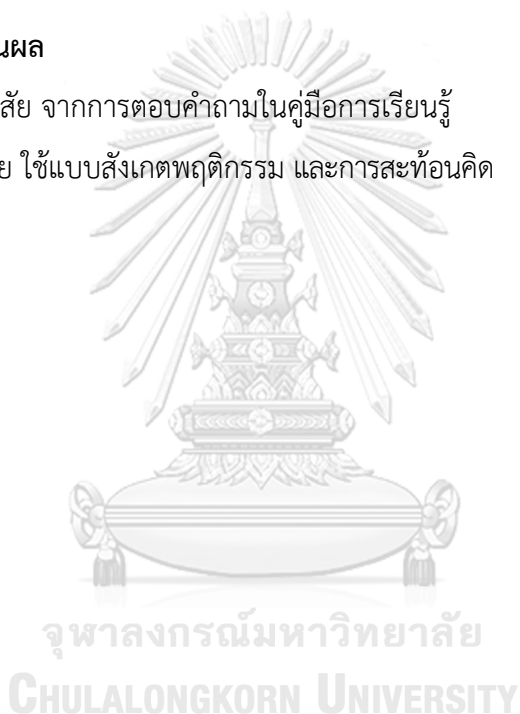 นผล
สัย จากการตอบคำถามในคู่มือการเรียนรู้
ย ใช้แบบสังเกตพฤติกรรม และการสะท้อนคิด
จุฬาลงกรณ์มหาวิทยาลัย
CHULALONGKORN UNIVERSITY